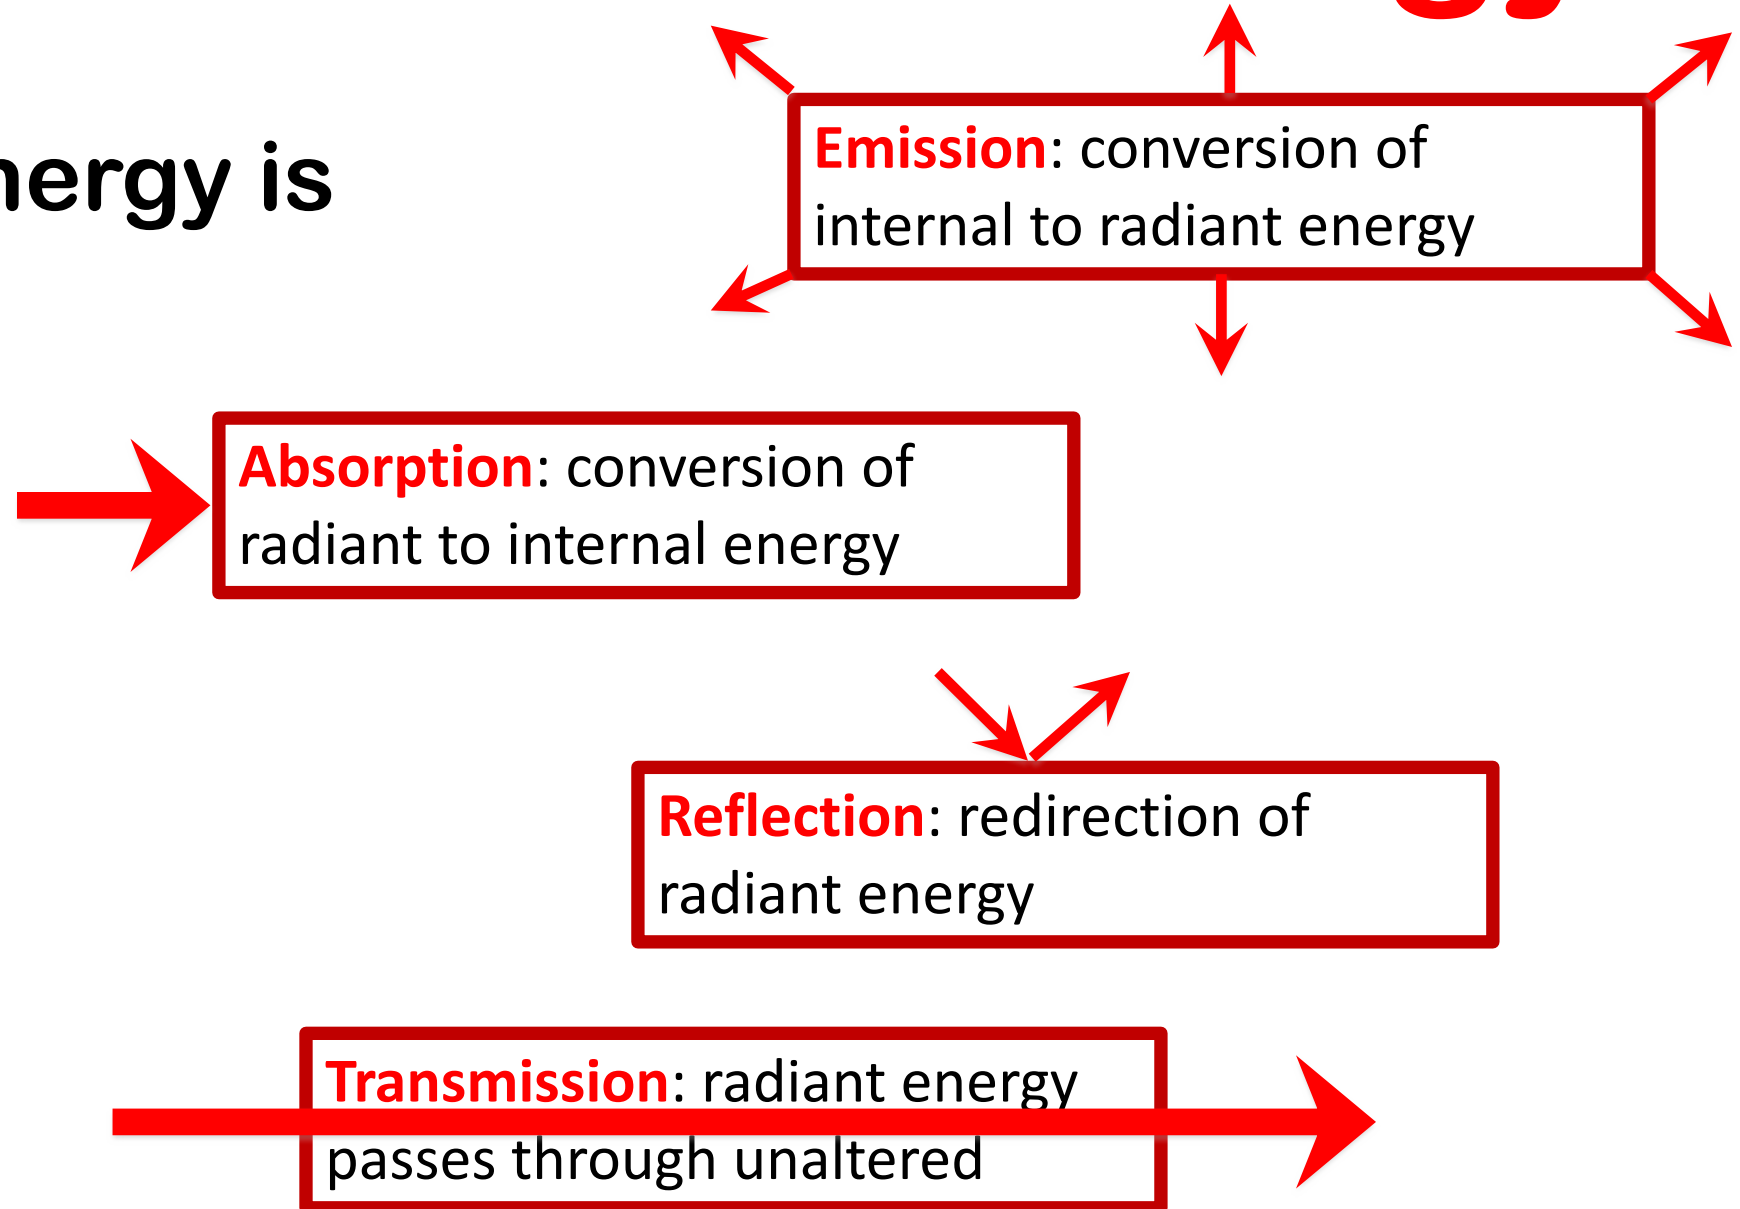 energy is
Emission: conversion of
internal to radiant energy
Absorption: conversion of
radiant to internal energy
Reflection: redirection of
radiant energy
Transmission: radiant energy
passes through unaltered